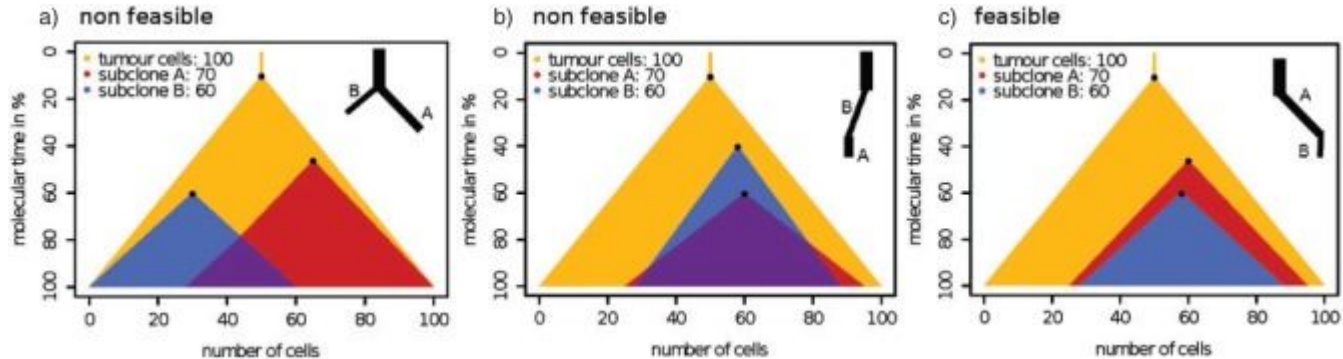 a) non feasible
tumour cells: 100
subclone A: 70
subclone B: 60
B
A
molecular time in %
0
20
40
60
80
100
0 20 40 60 80 100
number of cells
b) non feasible
tumour cells: 100
subclone A: 70
subclone B: 60
B
A
molecular time in %
0
20
40
60
80
100
0 20 40 60 80 100
number of cells
c) feasible
tumour cells: 100
subclone A: 70
subclone B: 60
A
B
molecular time in %
0
20
40
60
80
100
0 20 40 60 80 100
number of cells